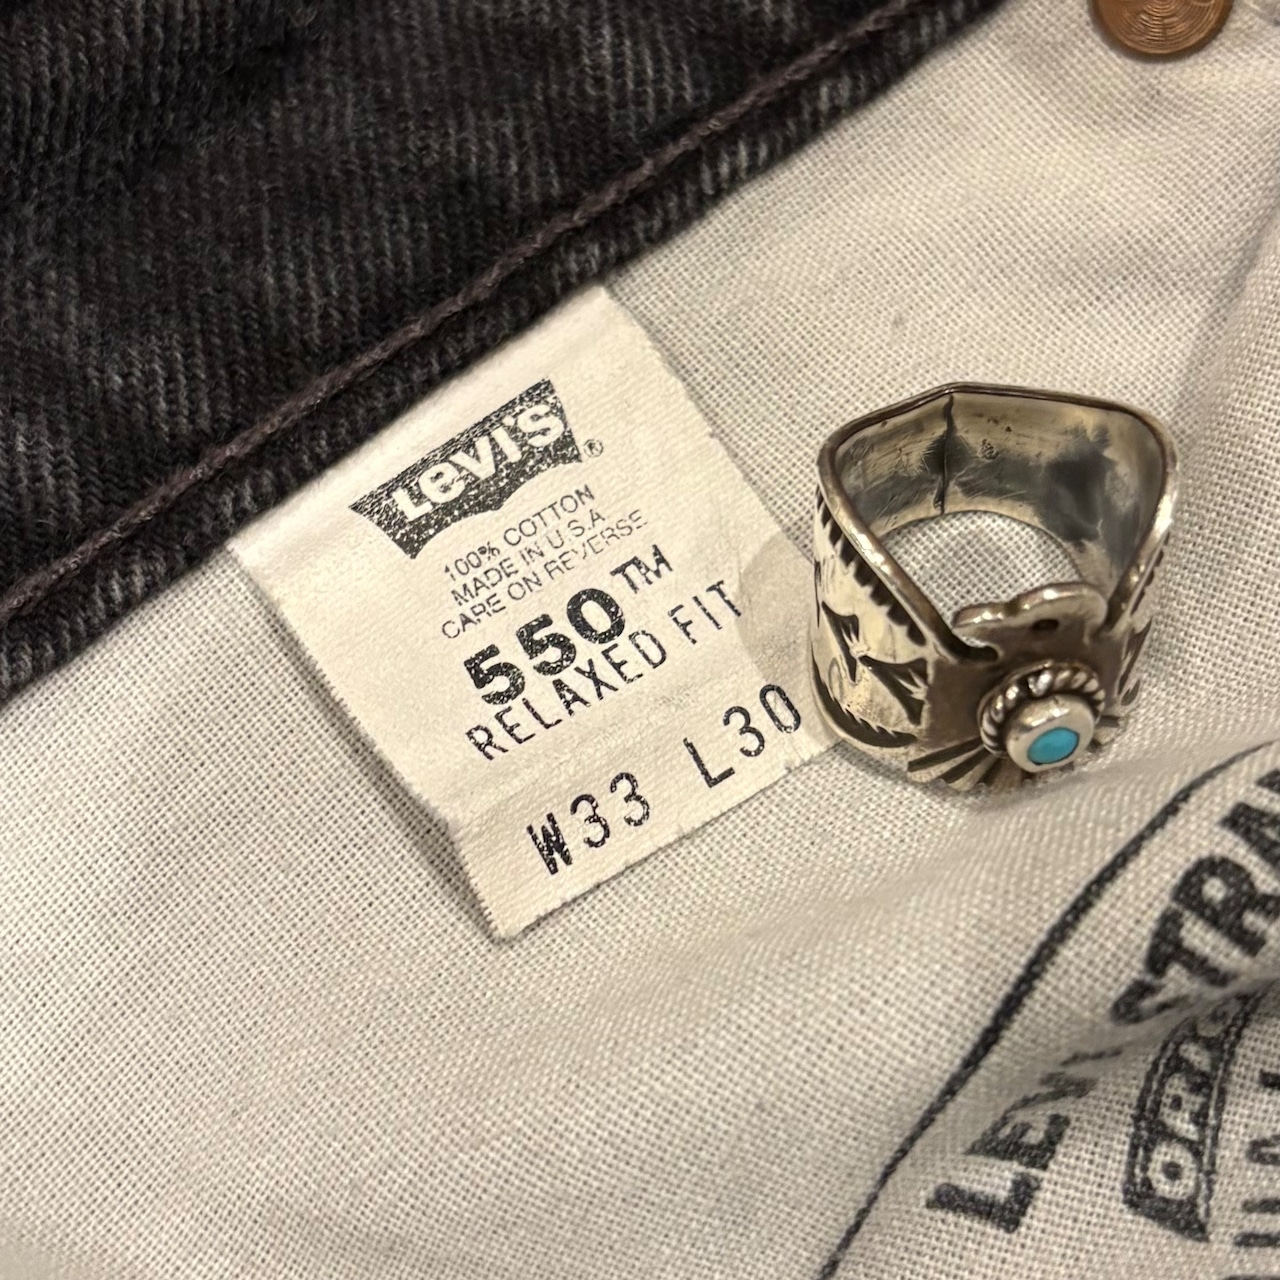 Levi's®
100% COTTON
MADE IN U.S.A
CARE ON REVERSE
550™
RELAXED FIT
W33 L30